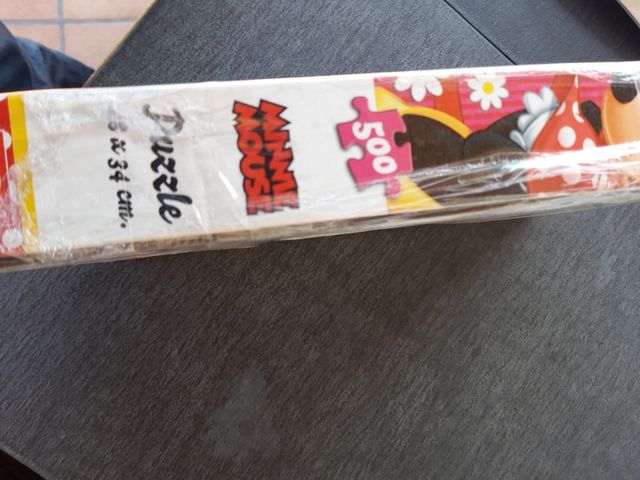 500
MINNIE
MOUSE
Puzzle
x 34 cm.